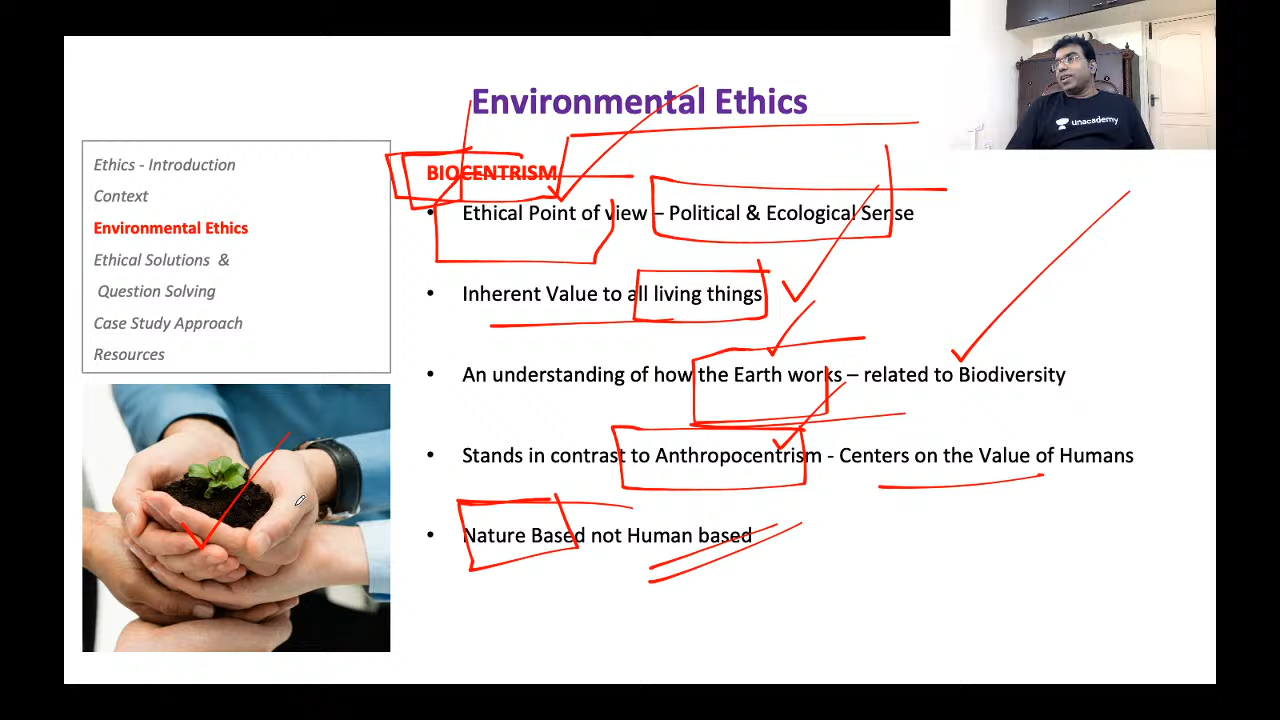 unacademy
Environmental Ethics
Ethics - Introduction
Context
Environmental Ethics
Ethical Solutions &
Question Solving
Case Study Approach
Resources
BIOCENTRISM
• Ethical Point of view – Political & Ecological Sense
• Inherent Value to all living things
• An understanding of how the Earth works – related to Biodiversity
• Stands in contrast to Anthropocentrism - Centers on the Value of Humans
• Nature Based not Human based